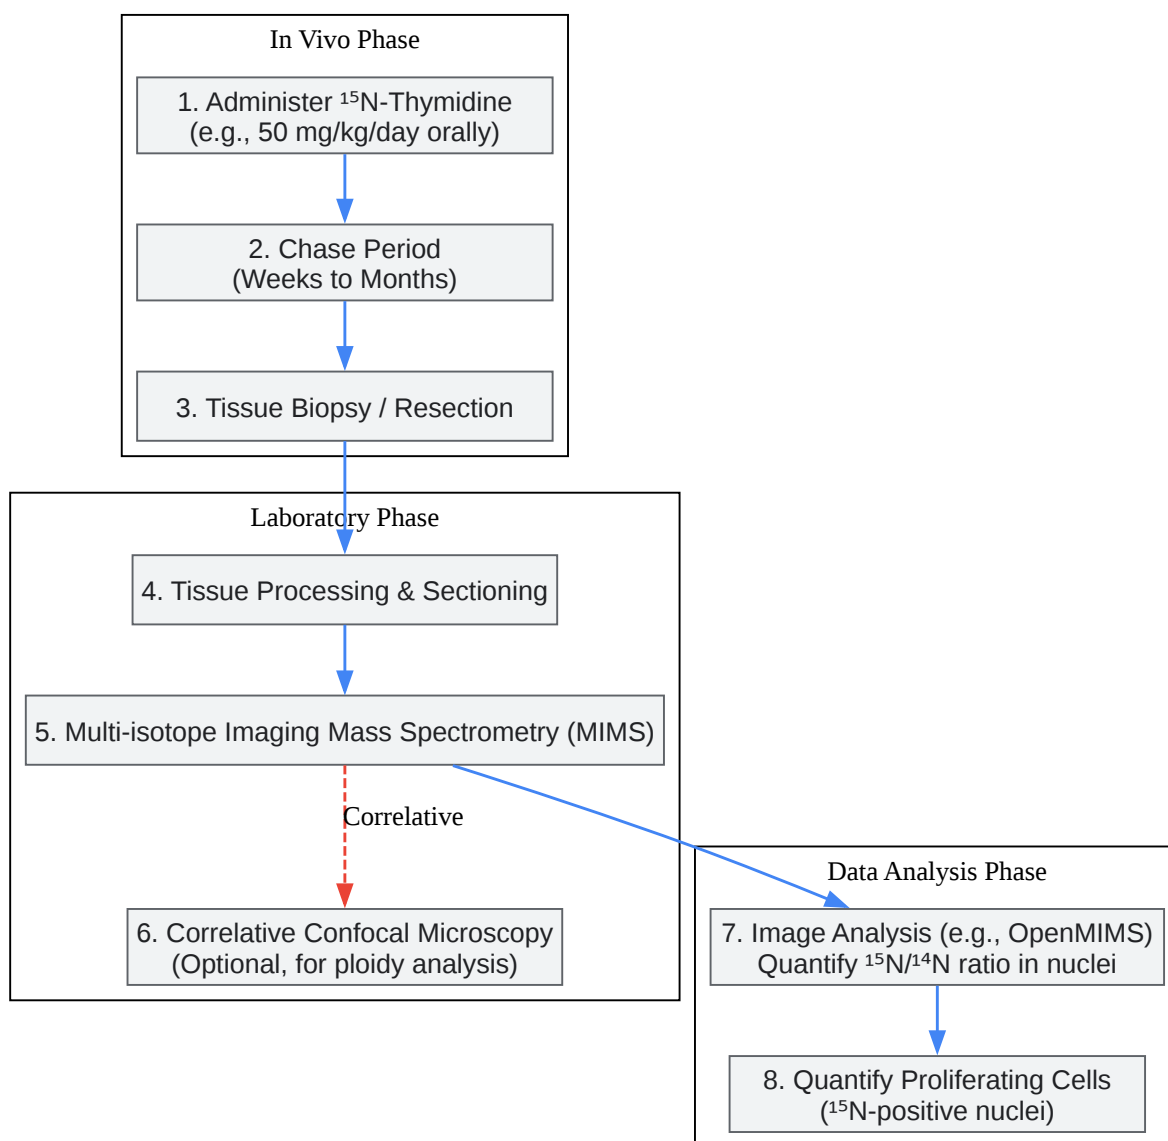 In Vivo Phase
1. Administer ¹⁵N-Thymidine
(e.g., 50 mg/kg/day orally)
2. Chase Period
(Weeks to Months)
3. Tissue Biopsy / Resection
Laboratory Phase
4. Tissue Processing & Sectioning
5. Multi-isotope Imaging Mass Spectrometry (MIMS)
Correlative
6. Correlative Confocal Microscopy
(Optional, for ploidy analysis)
Data Analysis Phase
7. Image Analysis (e.g., OpenMIMS)
Quantify ¹⁵N/¹⁴N ratio in nuclei
8. Quantify Proliferating Cells
(¹⁵N-positive nuclei)